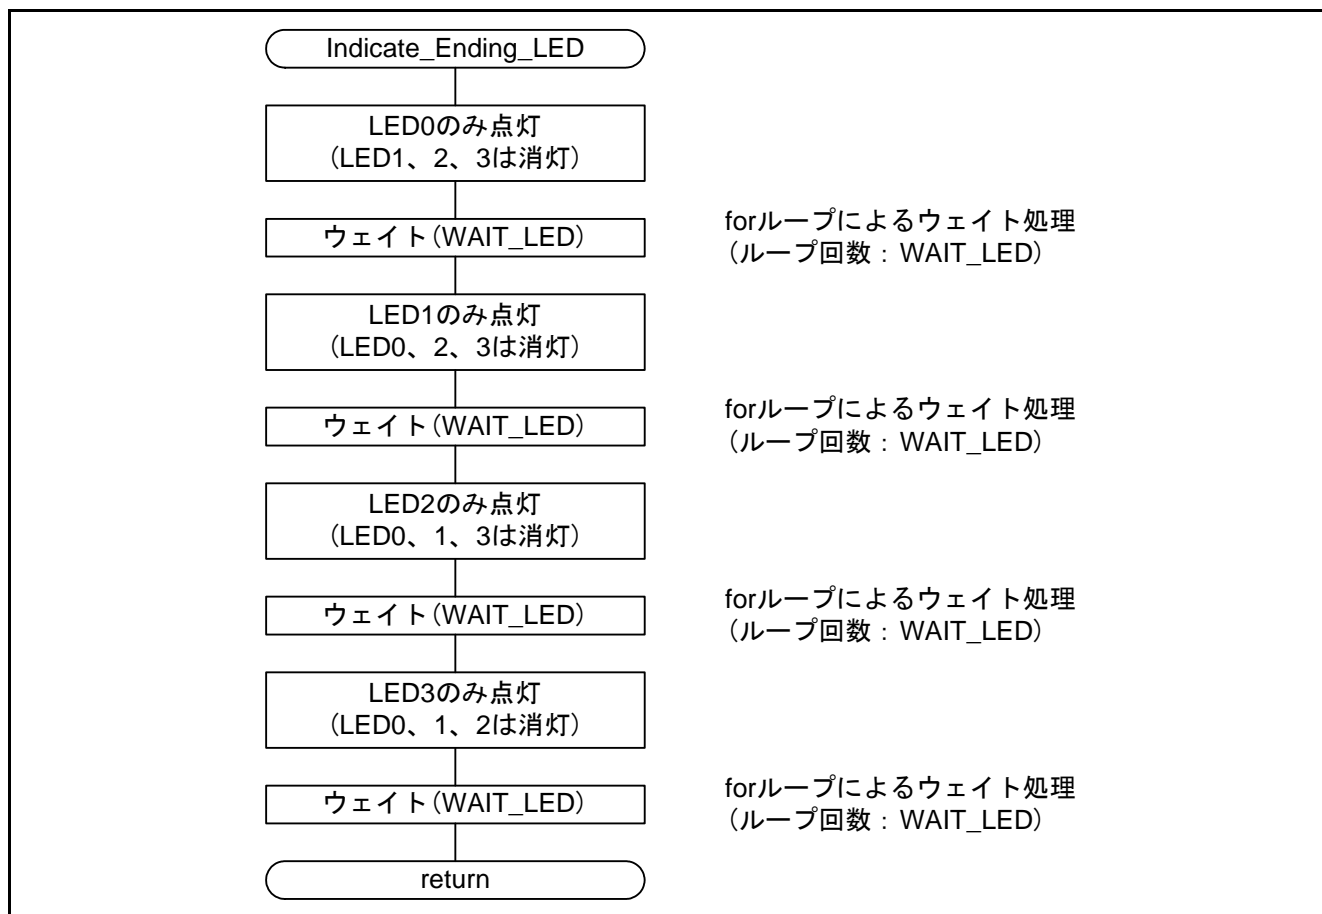 Indicate_Ending_LED
LED0のみ点灯
(LED1、2、3は消灯)
ウェイト(WAIT_LED)
forループによるウェイト処理
(ループ回数：WAIT_LED)
LED1のみ点灯
(LED0、2、3は消灯)
ウェイト(WAIT_LED)
forループによるウェイト処理
(ループ回数：WAIT_LED)
LED2のみ点灯
(LED0、1、3は消灯)
ウェイト(WAIT_LED)
forループによるウェイト処理
(ループ回数：WAIT_LED)
LED3のみ点灯
(LED0、1、2は消灯)
ウェイト(WAIT_LED)
forループによるウェイト処理
(ループ回数：WAIT_LED)
return